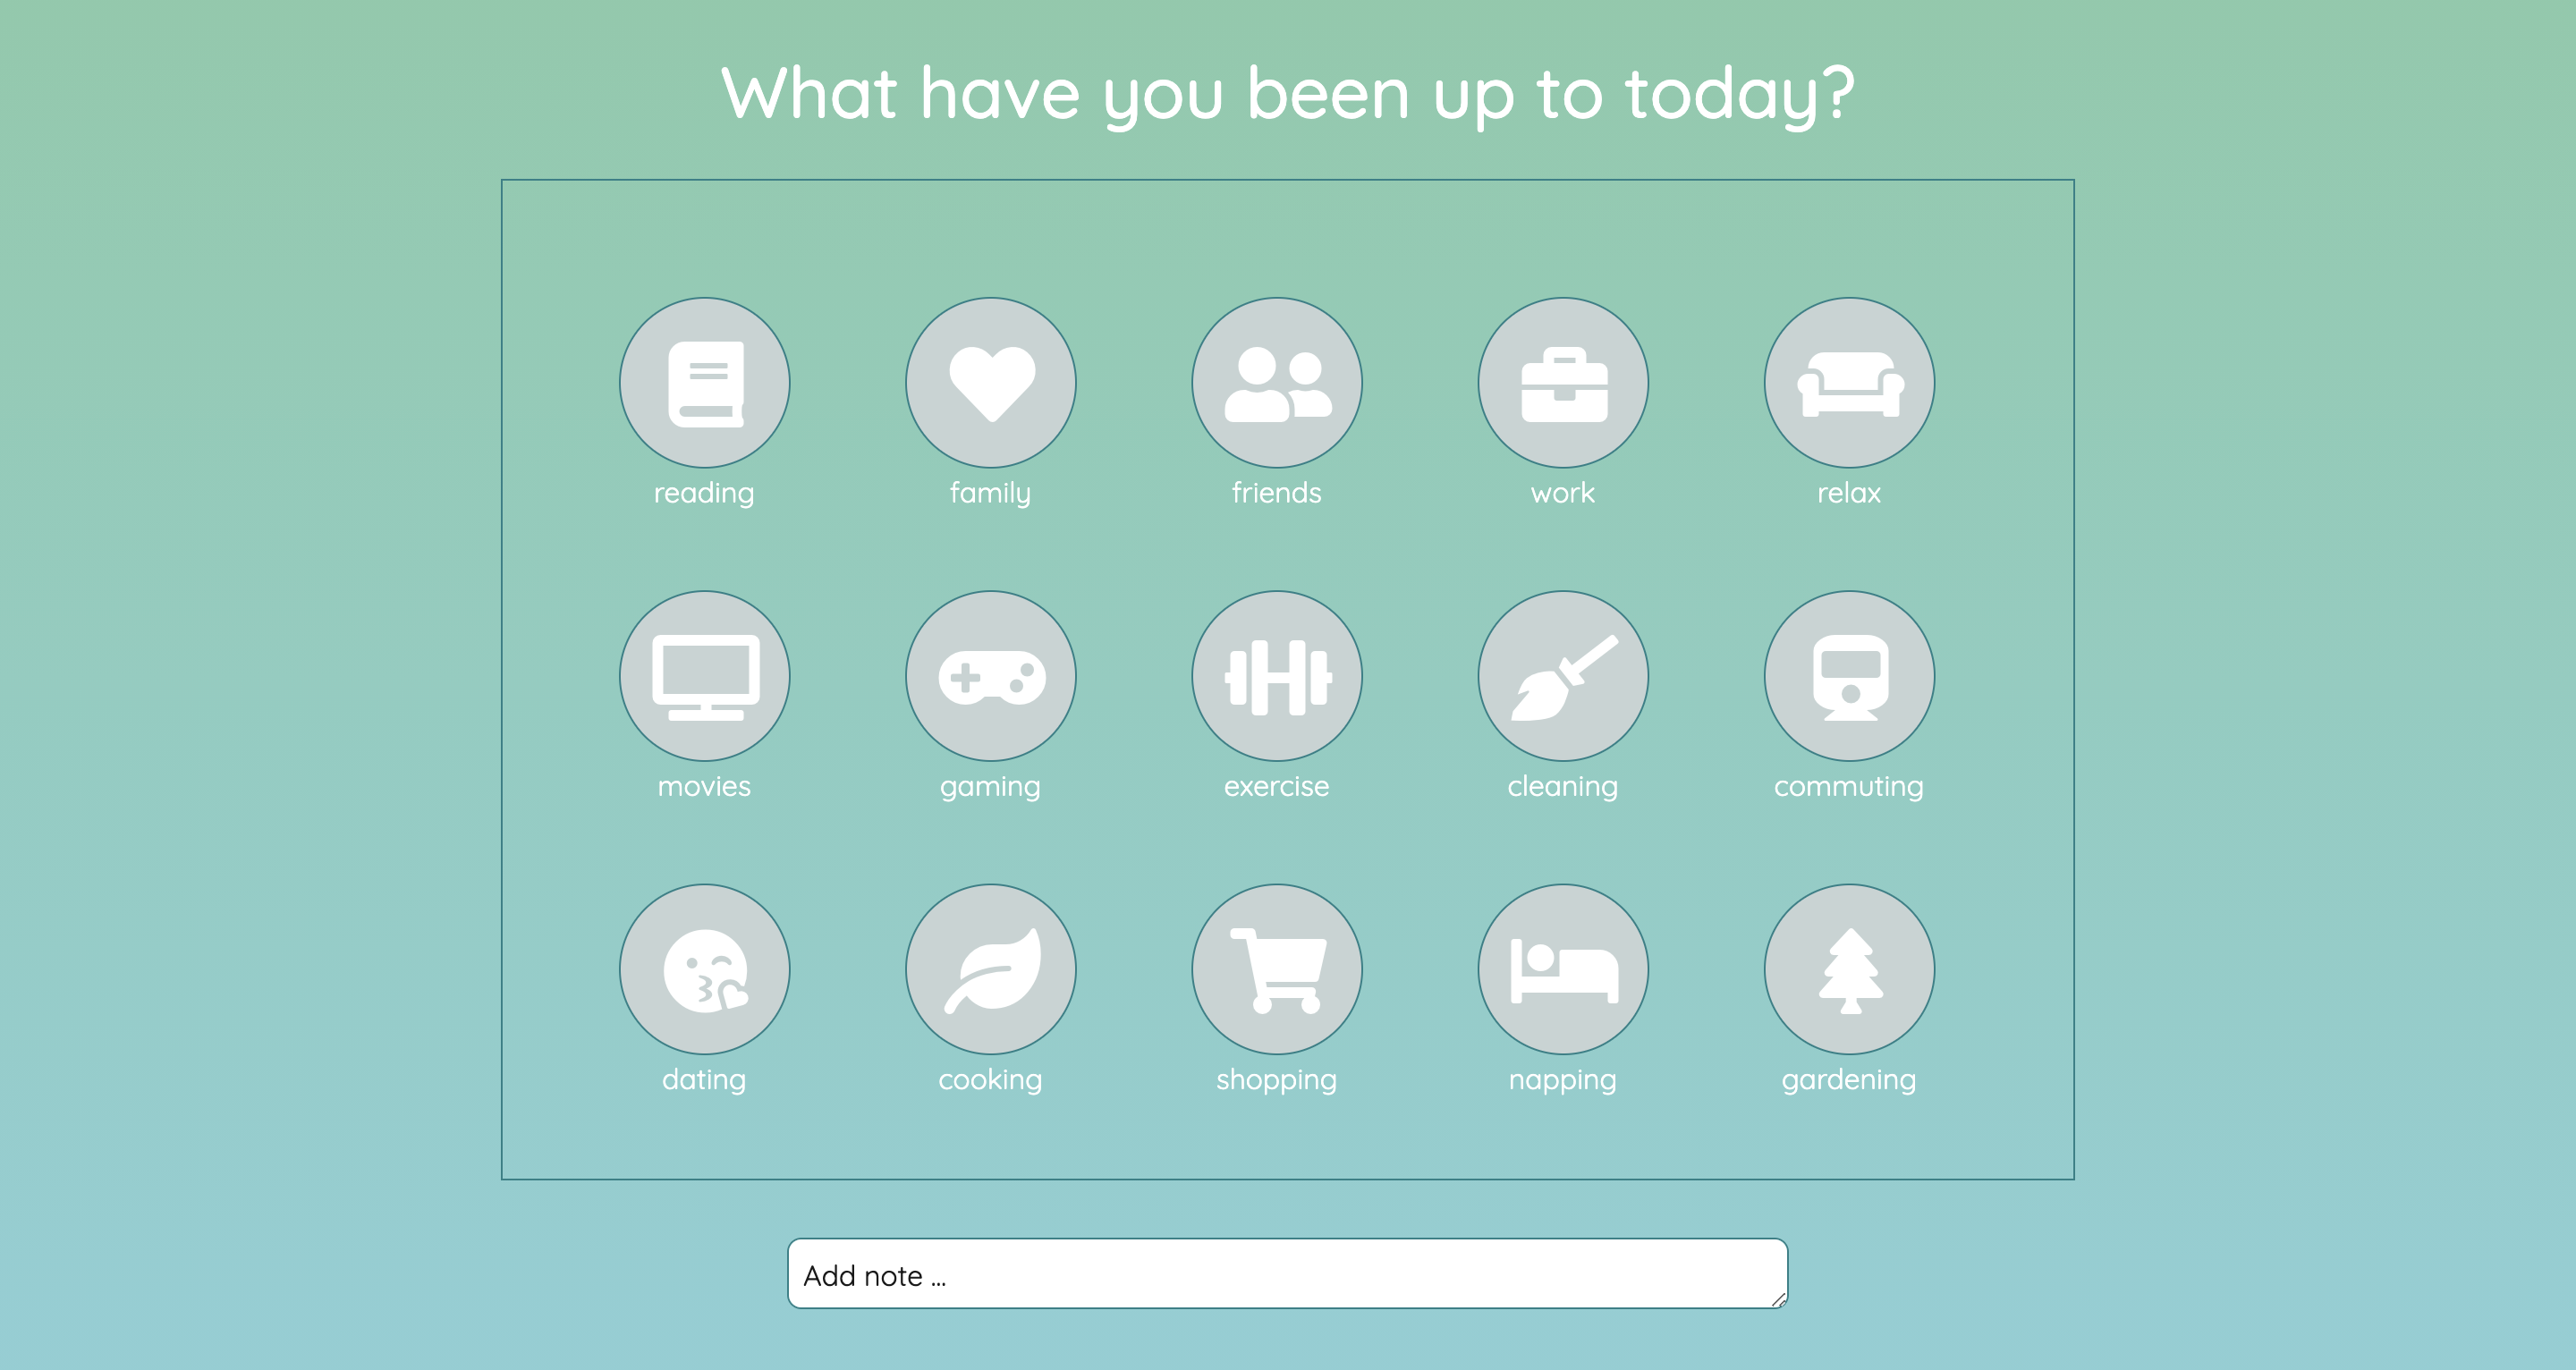 What have you been up to today?
reading family friends work relax
movies gaming exercise cleaning commuting
dating cooking shopping napping gardening
Add note ...